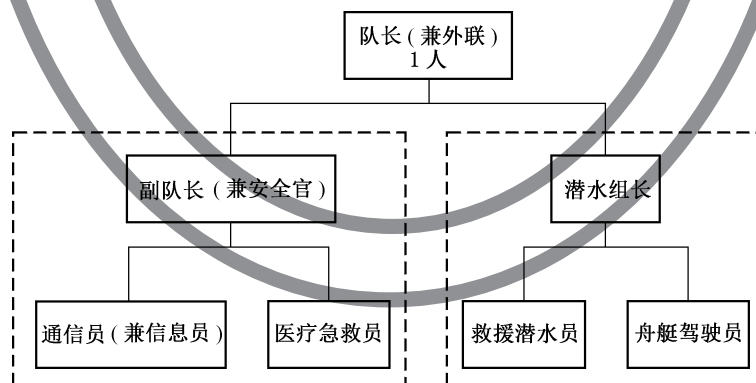 队长(兼外联)
1人
副队长(兼安全官)
潜水组长
通信员(兼信息员)
医疗急救员
救援潜水员
舟艇驾驶员